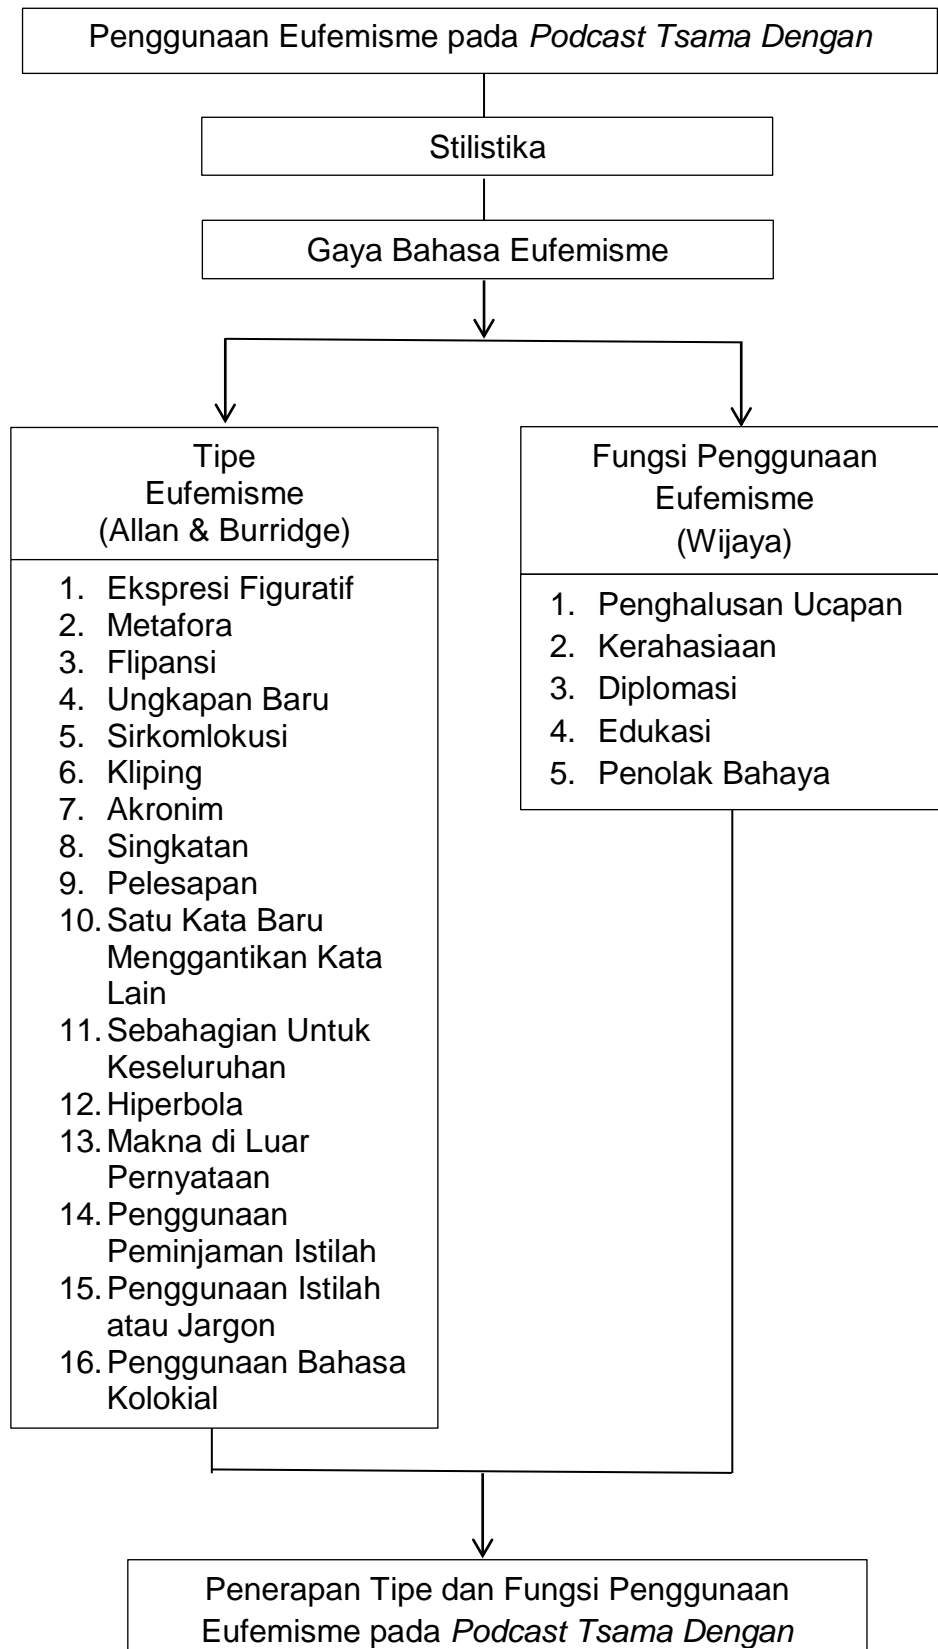 Penggunaan Eufemisme pada Podcast Tsama Dengan
Stilistika
Gaya Bahasa Eufemisme
Tipe
Eufemisme
(Allan & Burridge)
1. Ekspresi Figuratif
2. Metafora
3. Flipansi
4. Ungkapan Baru
5. Sirkomlokusi
6. Kliping
7. Akronim
8. Singkatan
9. Pelesapan
10. Satu Kata Baru
Menggantikan Kata
Lain
11. Sebahagian Untuk
Keseluruhan
12. Hiperbola
13. Makna di Luar
Pernyataan
14. Penggunaan
Peminjaman Istilah
15. Penggunaan Istilah
atau Jargon
16. Penggunaan Bahasa
Kolokial
Fungsi Penggunaan
Eufemisme
(Wijaya)
1. Penghalusan Ucapan
2. Kerahasiaan
3. Diplomasi
4. Edukasi
5. Penolak Bahaya
Penerapan Tipe dan Fungsi Penggunaan
Eufemisme pada Podcast Tsama Dengan